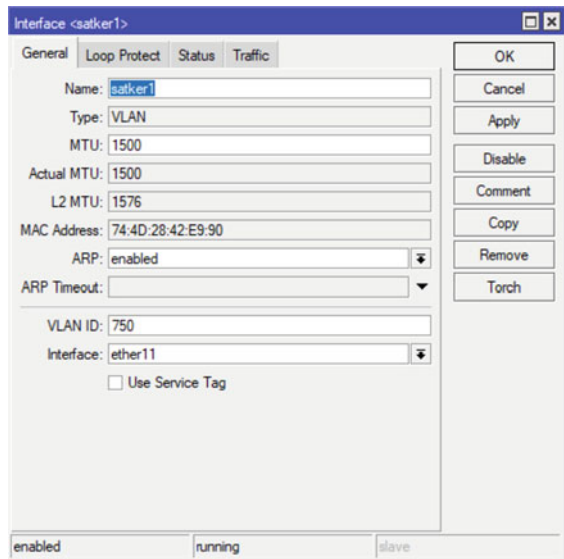 Interface <satker1>
General Loop Protect Status Traffic
Name: satker1
Type: VLAN
MTU: 1500
Actual MTU: 1500
L2 MTU: 1576
MAC Address: 74:4D:28:42:E9:90
ARP: enabled
ARP Timeout:
VLAN ID: 750
Interface: ether11
Use Service Tag
OK
Cancel
Apply
Disable
Comment
Copy
Remove
Torch
enabled running slave